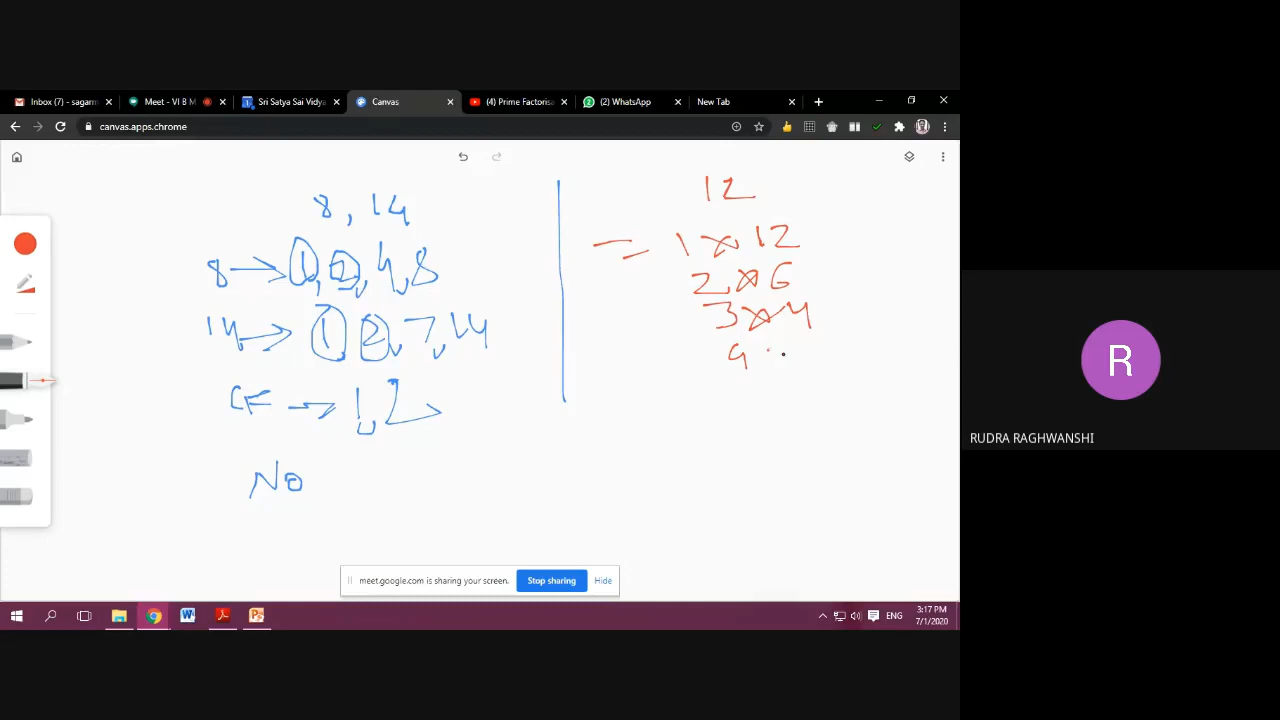 Inbox (7) - sagarm
Meet - VI B M
Sri Satya Sai Vidya
Canvas
(4) Prime Factorisa
(2) WhatsApp
New Tab
canvas.apps.chrome
8, 14
8 → 1, 2, 4, 8
14 → 1 2, 7, 14
CF → 1, 2
No
12
= 1 × 12
2 × 6
3 × 4
4
R
RUDRA RAGHWANSHI
meet.google.com is sharing your screen.
Stop sharing
Hide
ENG
3:17 PM
7/1/2020